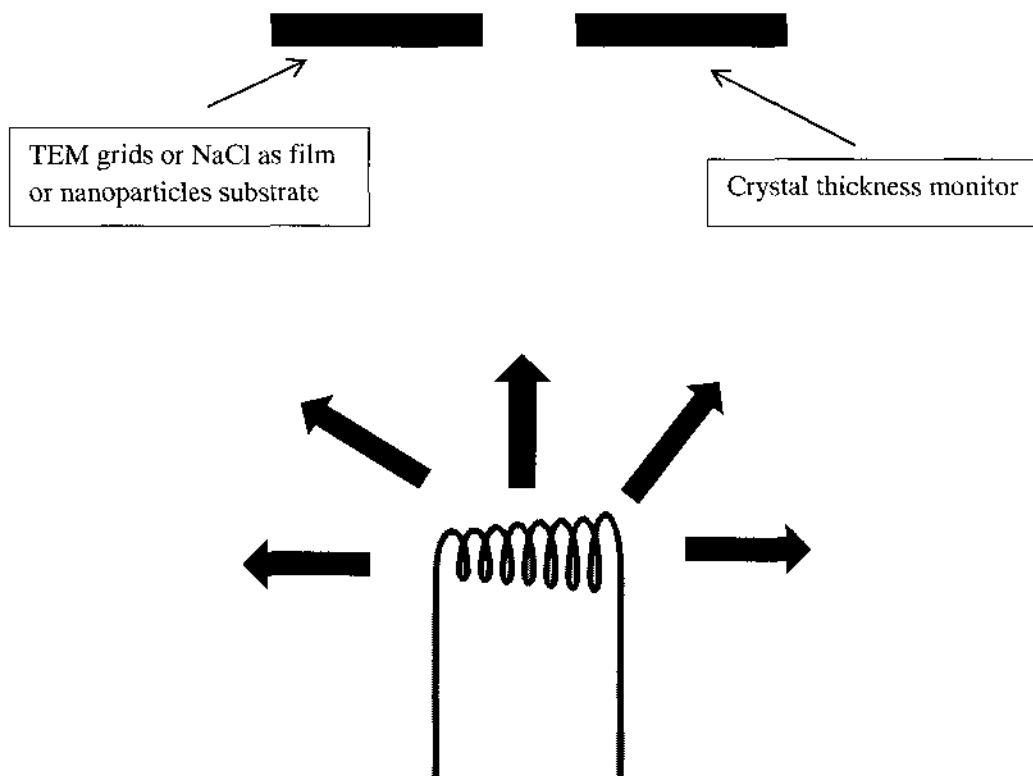 TEM grids or NaCl as film
or nanoparticles substrate
Crystal thickness monitor